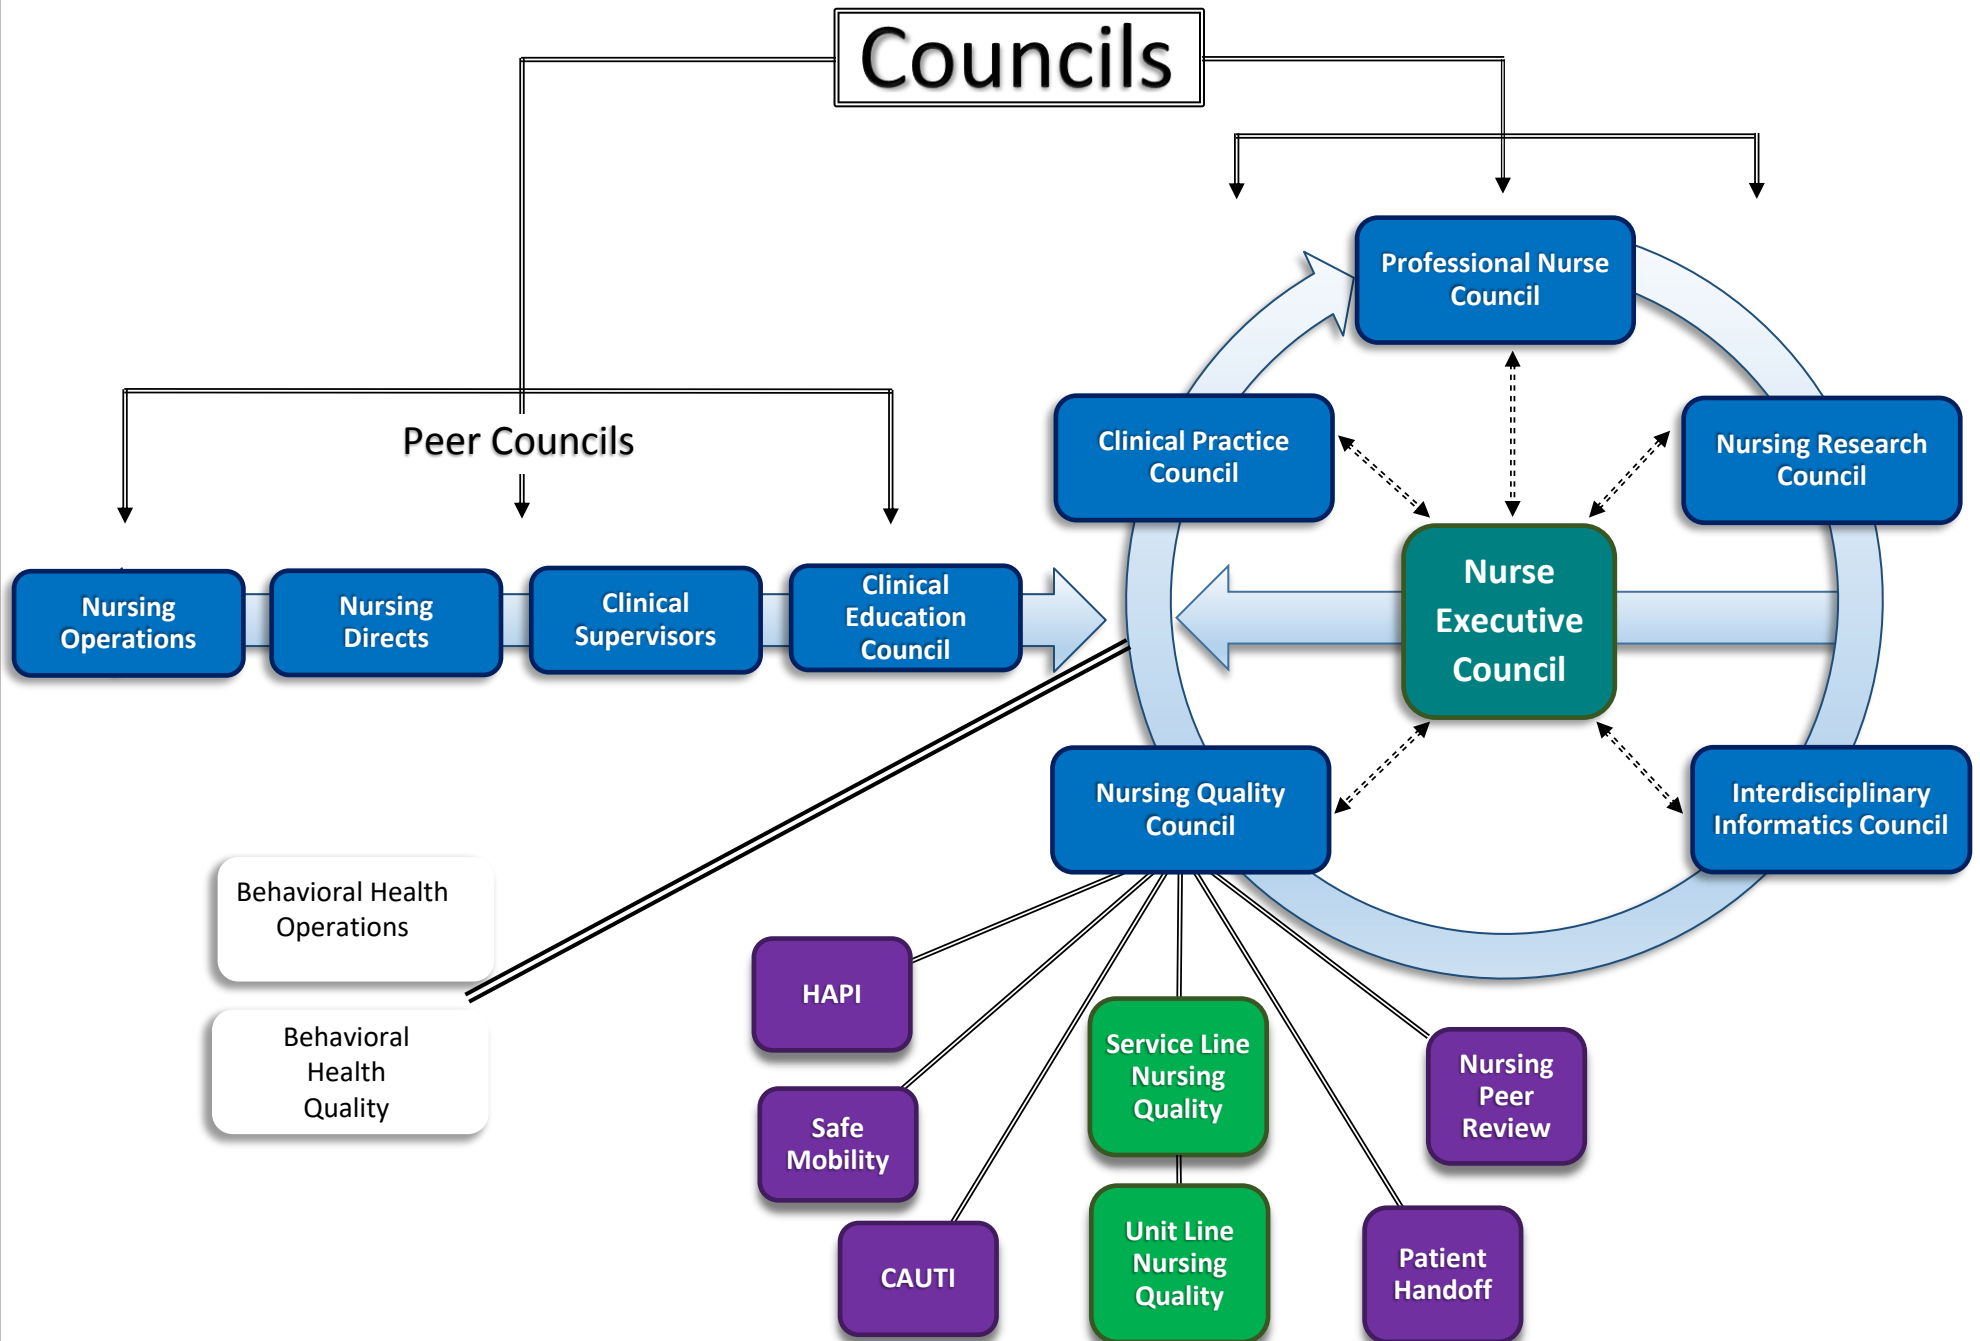 Councils
Professional Nurse
Council
Peer Councils
Clinical Practice
Council
Nursing Research
Council
Nursing
Operations
Nursing
Directs
Clinical
Supervisors
Clinical
Education
Council
Nurse
Executive
Council
Nursing Quality
Council
Interdisciplinary
Informatics Council
Behavioral Health
Operations
Behavioral
Health
Quality
HAPI
Safe
Mobility
CAUTI
Service Line
Nursing
Quality
Unit Line
Nursing
Quality
Nursing
Peer
Review
Patient
Handoff